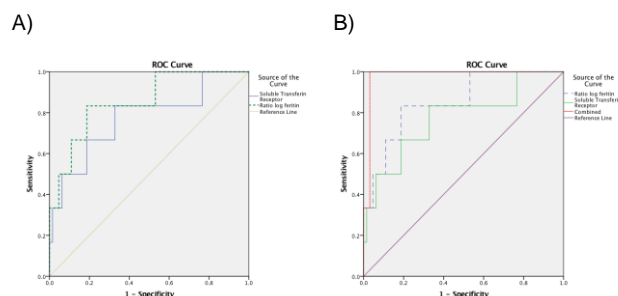 A)
ROC Curve
Source of the
Curve
Soluble Transferin
Receptor
Ratio log feritin
Reference Line
Sensitivity
1.0
0.8
0.6
0.4
0.2
0.0
0.0 0.2 0.4 0.6 0.8 1.0
1 - Specificity
B)
ROC Curve
Source of the
Curve
Ratio log feritin
Soluble Transferin
Receptor
Combined
Reference Line
Sensitivity
1.0
0.8
0.6
0.4
0.2
0.0
0.0 0.2 0.4 0.6 0.8 1.0
1 - Specificity